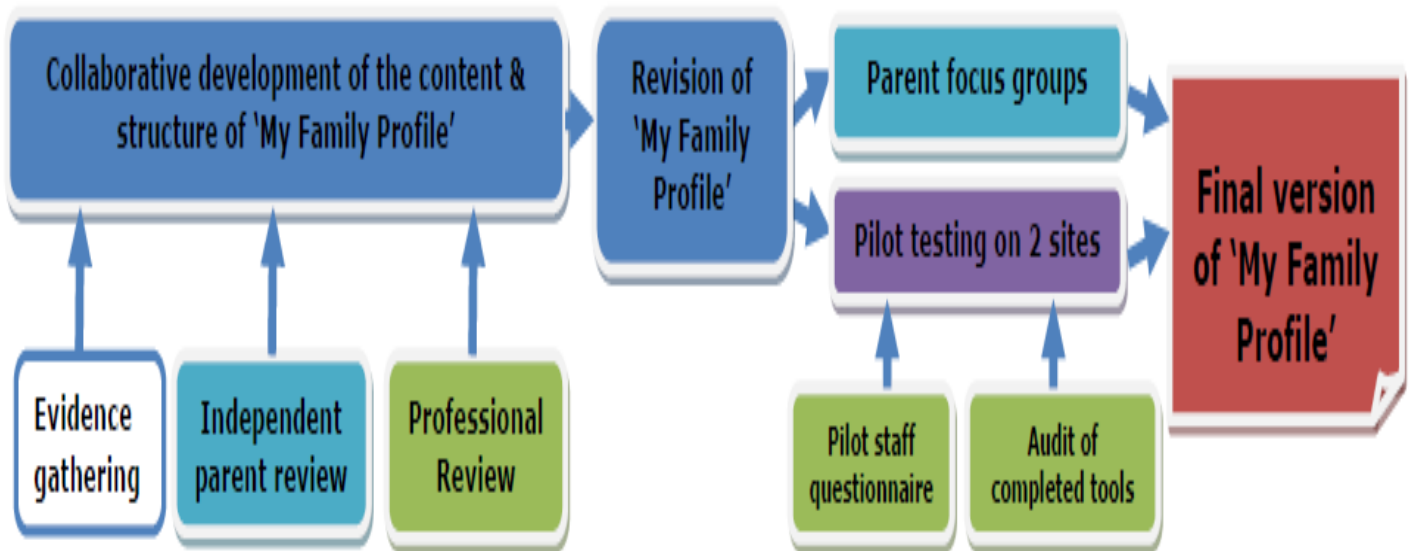 Collaborative development of the content &
structure of ‘My Family Profile’
Revision of
‘My Family
Profile’
Parent focus groups
Pilot testing on 2 sites
Final version
of ‘My Family
Profile’
Evidence
gathering
Independent
parent review
Professional
Review
Pilot staff
questionnaire
Audit of
completed tools